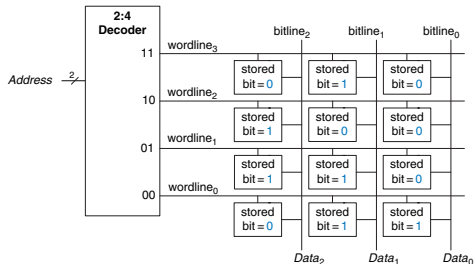 2:4
Decoder
bitline2 bitline1 bitline0
11 wordline3
Address 2
stored bit = 0 stored bit = 1 stored bit = 0
10 wordline2
stored bit = 1 stored bit = 0 stored bit = 0
01 wordline1
stored bit = 1 stored bit = 1 stored bit = 0
00 wordline0
stored bit = 0 stored bit = 1 stored bit = 1
Data2 Data1 Data0